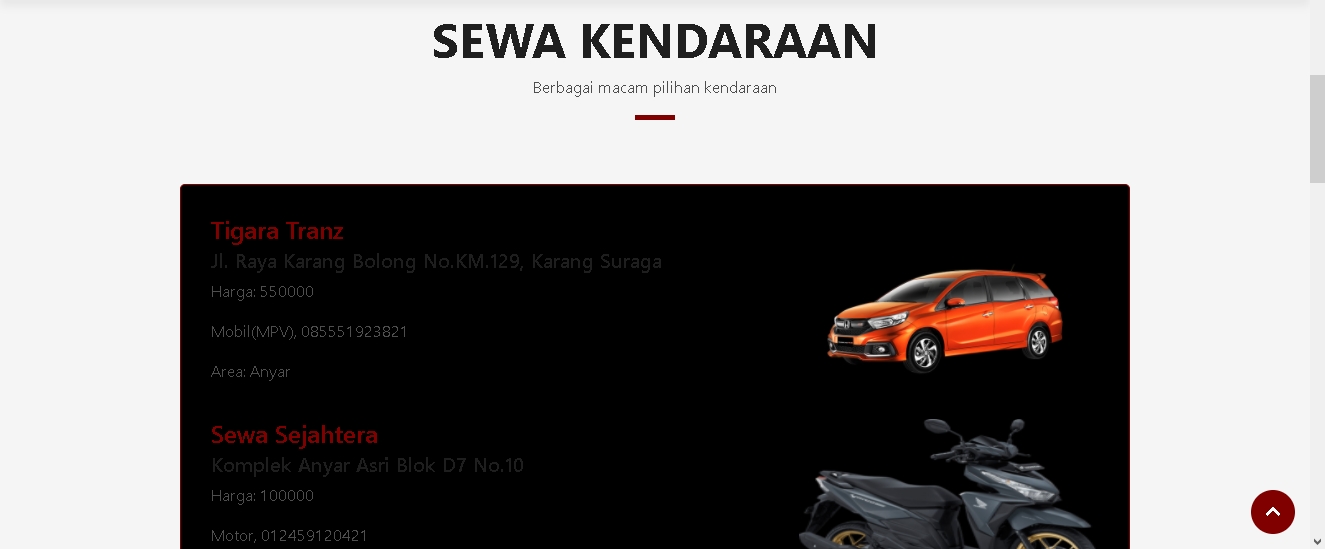 SEWA KENDARAAN
Berbagai macam pilihan kendaraan
Tigara Tranz
Jl. Raya Karang Bolong No.KM.129, Karang Suraga
Harga: 550000
Mobil(MPV), 085551923821
Area: Anyar
Sewa Sejahtera
Komplek Anyar Asri Blok D7 No.10
Harga: 100000
Motor, 012459120421